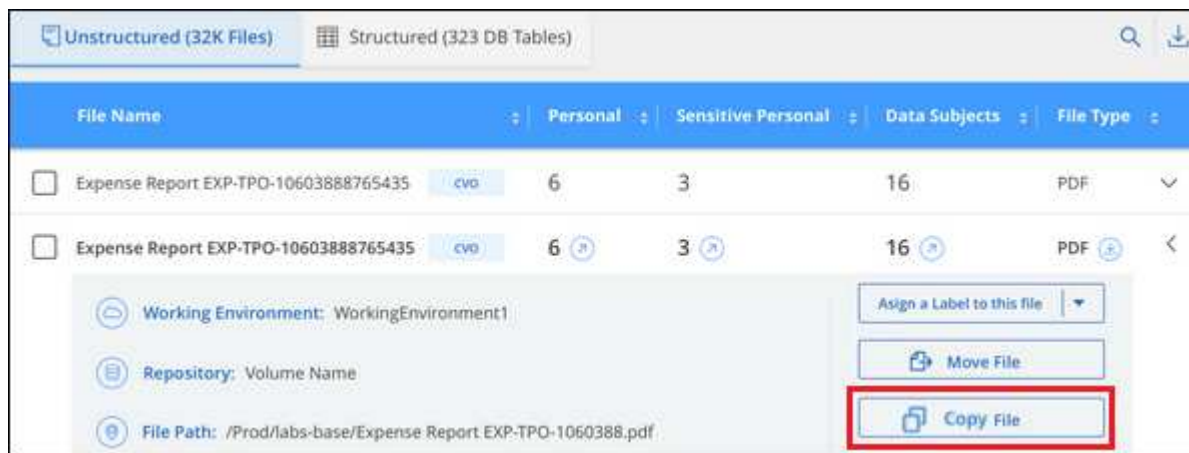 Unstructured (32K Files) Structured (323 DB Tables)
File Name Personal Sensitive Personal Data Subjects File Type
Expense Report EXP-TPO-10603888765435 CVO 6 3 16 PDF
Expense Report EXP-TPO-10603888765435 CVO 6 3 16 PDF
Working Environment: WorkingEnvironment1 Asign a Label to this file
Repository: Volume Name Move File
File Path: /Prod/labs-base/Expense Report EXP-TPO-1060388.pdf Copy File